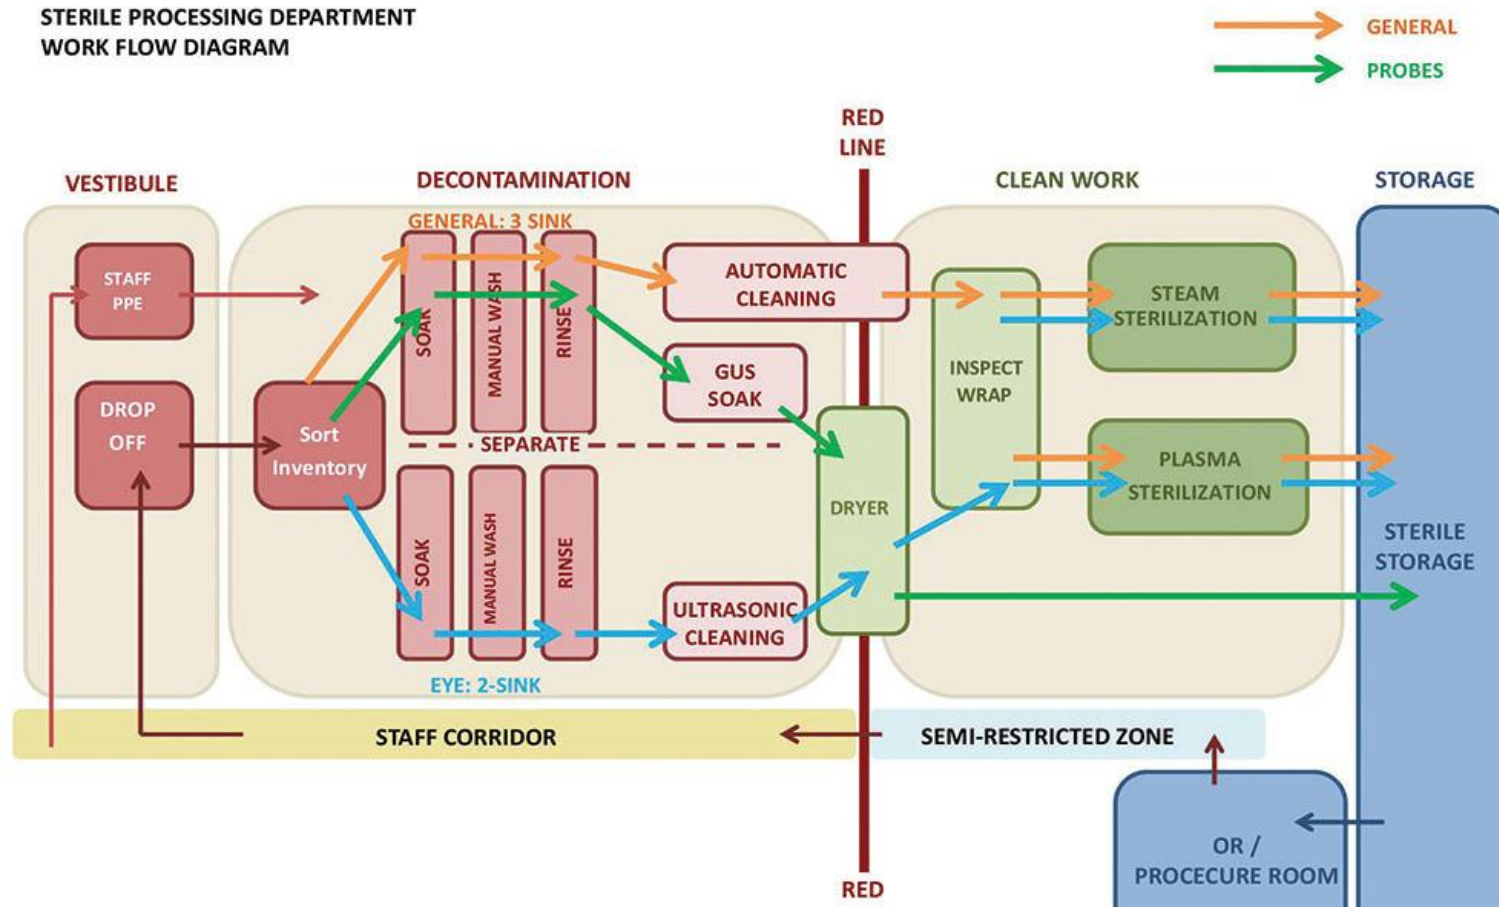 STERILE PROCESSING DEPARTMENT
WORK FLOW DIAGRAM
GENERAL
PROBES
RED
LINE
VESTIBULE
DECONTAMINATION
CLEAN WORK
STORAGE
GENERAL: 3 SINK
STAFF
PPE
DROP
OFF
Sort
Inventory
SOAK
MANUAL WASH
RINSE
AUTOMATIC
CLEANING
GUS
SOAK
SEPARATE
SOAK
MANUAL WASH
RINSE
ULTRASONIC
CLEANING
EYE: 2-SINK
DRYER
INSPECT
WRAP
STEAM
STERILIZATION
PLASMA
STERILIZATION
STERILE
STORAGE
STAFF CORRIDOR
SEMI-RESTRICTED ZONE
OR /
PROCECURE ROOM
RED